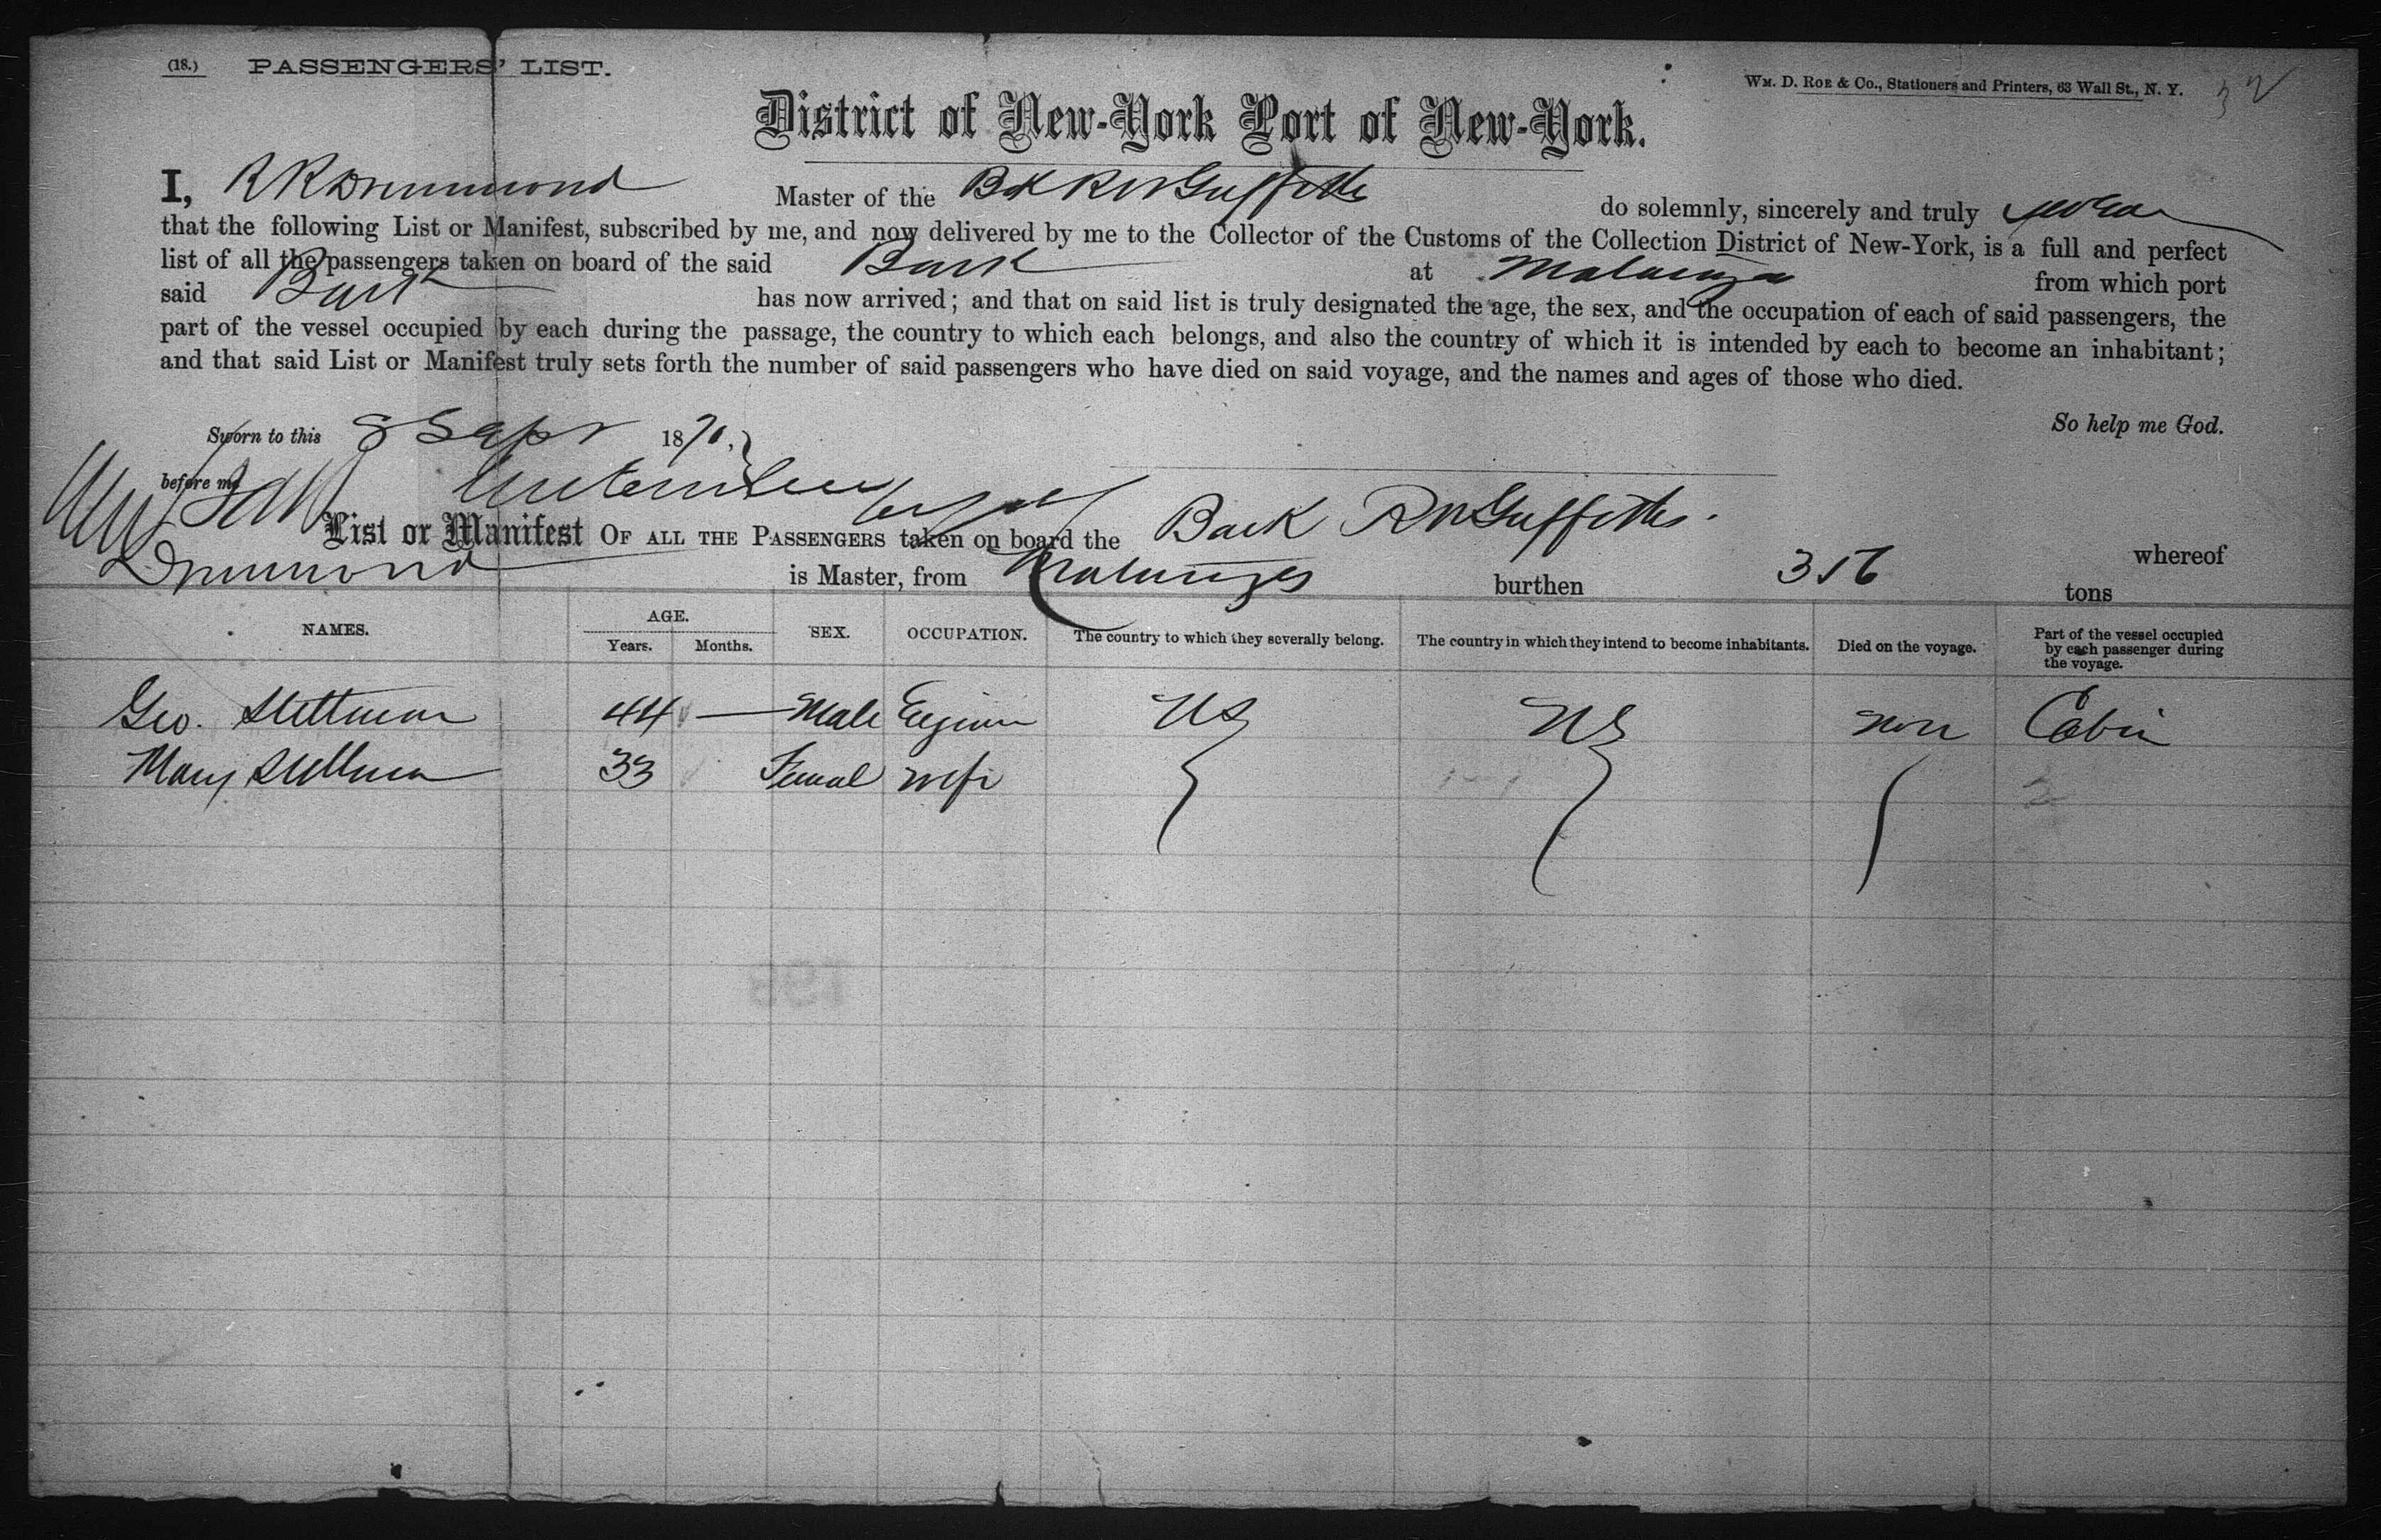 (18.) PASSENGERS' LIST.
WM. D. ROE & CO., Stationers and Printers, 63 Wall St., N. Y. 32
District of New-York Port of New-York.
I, R R Drummond Master of the Bk R W Griffiths do solemnly, sincerely and truly swear
that the following List or Manifest, subscribed by me, and now delivered by me to the Collector of the Customs of the Collection District of New-York, is a full and perfect
list of all the passengers taken on board of the said Bark at Matanzas from which port
said Bark has now arrived; and that on said list is truly designated the age, the sex, and the occupation of each of said passengers, the
part of the vessel occupied by each during the passage, the country to which each belongs, and also the country of which it is intended by each to become an inhabitant;
and that said List or Manifest truly sets forth the number of said passengers who have died on said voyage, and the names and ages of those who died.
So help me God.
Sworn to this 8 Sept 1870,
before me
List or Manifest OF ALL THE PASSENGERS taken on board the Bark R W Griffiths. whereof
Drummond is Master, from Matanzas burthen 316 tons
NAMES. AGE. Years. Months. SEX. OCCUPATION. The country to which they severally belong. The country in which they intend to become inhabitants. Died on the voyage. Part of the vessel occupied by each passenger during the voyage.
Geo. Stillman 44 — Male US US Non Cabin
Mary Stillman 33 Femal wife
2